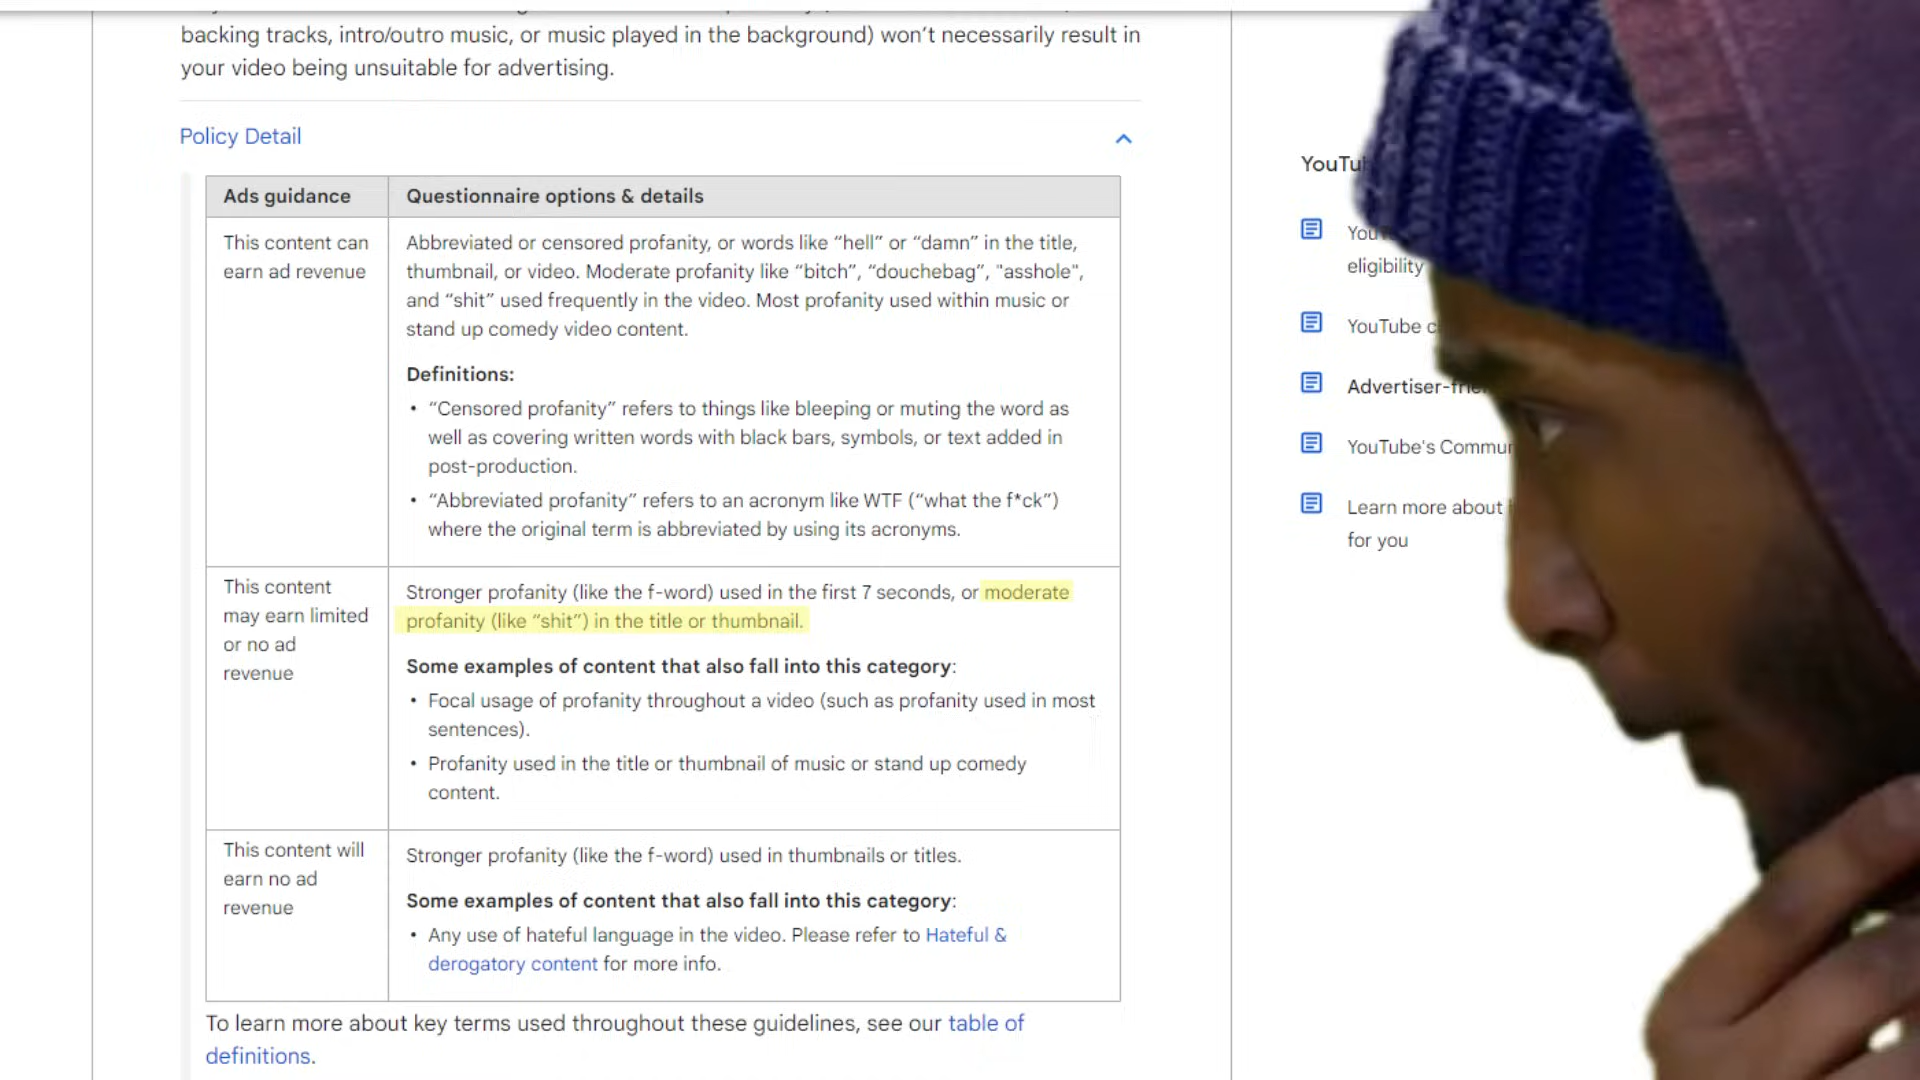 backing tracks, intro/outro music, or music played in the background) won't necessarily result in
your video being unsuitable for advertising.
Policy Detail
Ads guidance
Questionnaire options & details
This content can
earn ad revenue
Abbreviated or censored profanity, or words like “hell” or “damn” in the title,
thumbnail, or video. Moderate profanity like “bitch”, “douchebag”, "asshole",
and “shit” used frequently in the video. Most profanity used within music or
stand up comedy video content.
Definitions:
• “Censored profanity” refers to things like bleeping or muting the word as
well as covering written words with black bars, symbols, or text added in
post-production.
• “Abbreviated profanity” refers to an acronym like WTF (“what the f*ck”)
where the original term is abbreviated by using its acronyms.
This content
may earn limited
or no ad
revenue
Stronger profanity (like the f-word) used in the first 7 seconds, or moderate
profanity (like “shit”) in the title or thumbnail.
Some examples of content that also fall into this category:
• Focal usage of profanity throughout a video (such as profanity used in most
sentences).
• Profanity used in the title or thumbnail of music or stand up comedy
content.
This content will
earn no ad
revenue
Stronger profanity (like the f-word) used in thumbnails or titles.
Some examples of content that also fall into this category:
• Any use of hateful language in the video. Please refer to Hateful &
derogatory content for more info.
To learn more about key terms used throughout these guidelines, see our table of
definitions.
YouTu
You
eligibility
YouTube c
Advertiser-frie
YouTube's Commun
Learn more about
for you